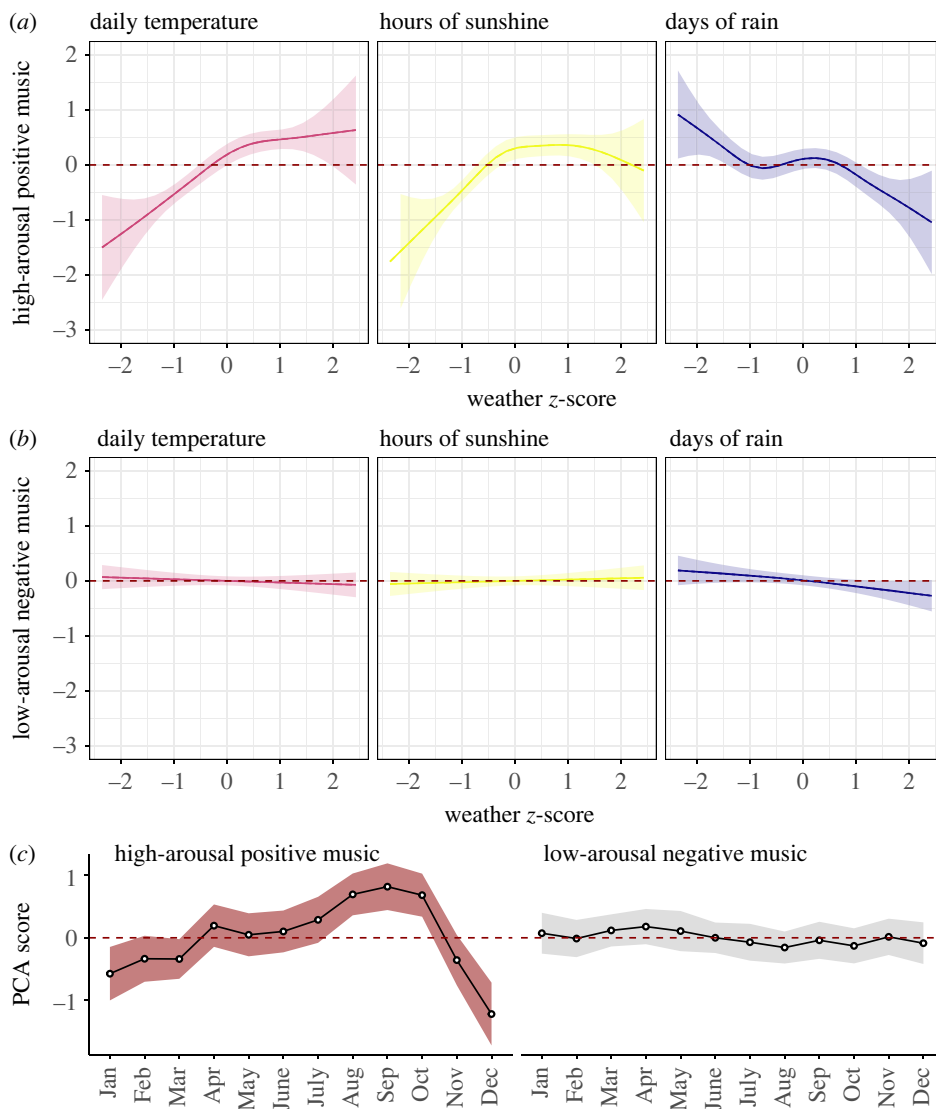 (a) daily temperature hours of sunshine days of rain
high-arousal positive music
2
1
0
–1
–2
–3
–2 –1 0 1 2 –2 –1 0 1 2 –2 –1 0 1 2
weather z-score
(b) daily temperature hours of sunshine days of rain
low-arousal negative music
2
1
0
–1
–2
–3
–2 –1 0 1 2 –2 –1 0 1 2 –2 –1 0 1 2
weather z-score
(c) high-arousal positive music low-arousal negative music
PCA score
1
0
–1
Jan Feb Mar Apr May June July Aug Sep Oct Nov Dec Jan Feb Mar Apr May June July Aug Sep Oct Nov Dec